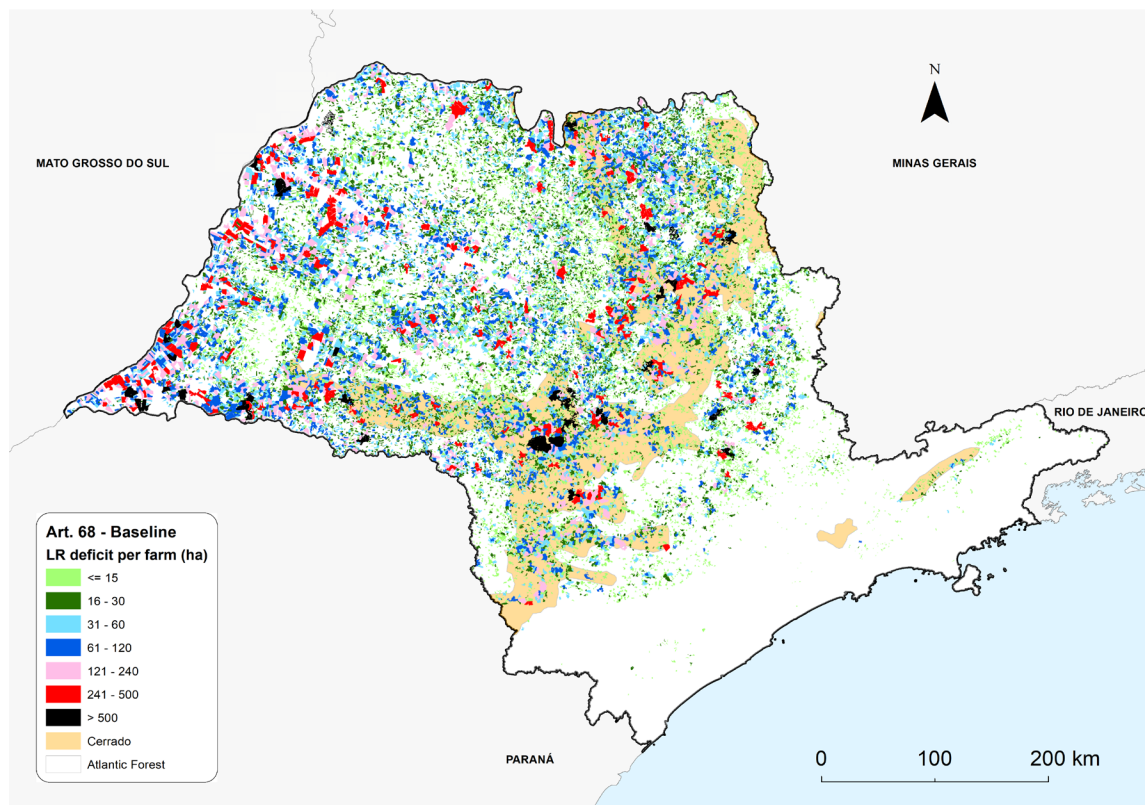 N
MATO GROSSO DO SUL
MINAS GERAIS
RIO DE JANEIRO
Art. 68 - Baseline
LR deficit per farm (ha)
<= 15
16 - 30
31 - 60
61 - 120
121 - 240
241 - 500
> 500
Cerrado
Atlantic Forest
PARANÁ
0 100 200 km